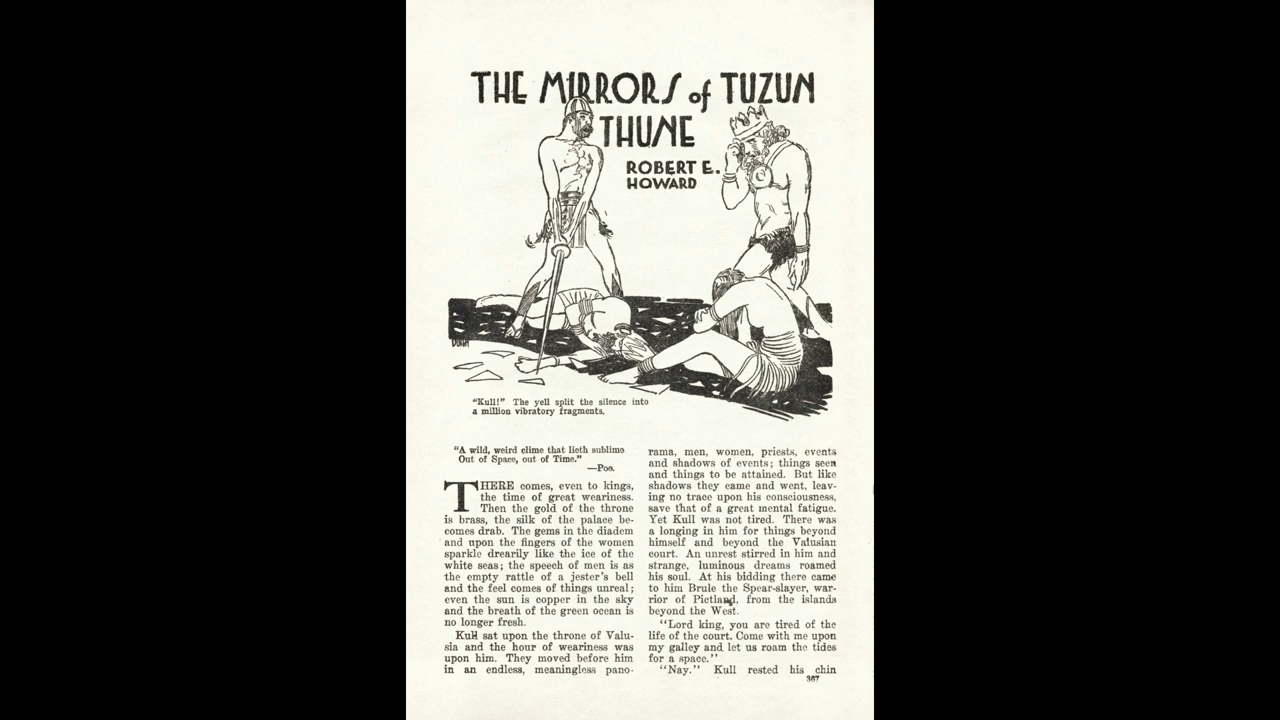 THE MIRRORS of TUZUN
THUNE
ROBERT E.
HOWARD
"Kull!" The yell split the silence into
a million vibratory fragments.
"A wild, weird clime that lieth sublime
Out of Space, out of Time."
—Poe.
THERE comes, even to kings,
the time of great weariness.
Then the gold of the throne
is brass, the silk of the palace be-
comes drab. The gems in the diadem
and upon the fingers of the women
sparkle drearily like the ice of the
white seas; the speech of men is as
the empty rattle of a jester's bell
and the feel comes of things unreal;
even the sun is copper in the sky
and the breath of the green ocean is
no longer fresh.
Kull sat upon the throne of Valu-
sia and the hour of weariness was
upon him. They moved before him
in an endless, meaningless pano-
rama, men, women, priests, events
and shadows of events; things seen
and things to be attained. But like
shadows they came and went, leav-
ing no trace upon his consciousness,
save that of a great mental fatigue.
Yet Kull was not tired. There was
a longing in him for things beyond
himself and beyond the Valusian
court. An unrest stirred in him and
strange, luminous dreams roamed
his soul. At his bidding there came
to him Brule the Spear-slayer, war-
rior of Pictland, from the islands
beyond the West.
"Lord king, you are tired of the
life of the court. Come with me upon
my galley and let us roam the tides
for a space."
"Nay." Kull rested his chin
367